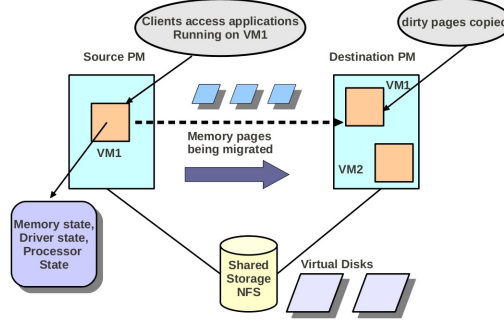 Clients access applications
Running on VM1
dirty pages copied
Source PM
Destination PM
VM1
VM1
Memory pages
being migrated
VM2
Memory state,
Driver state,
Processor
State
Shared
Storage
NFS
Virtual Disks